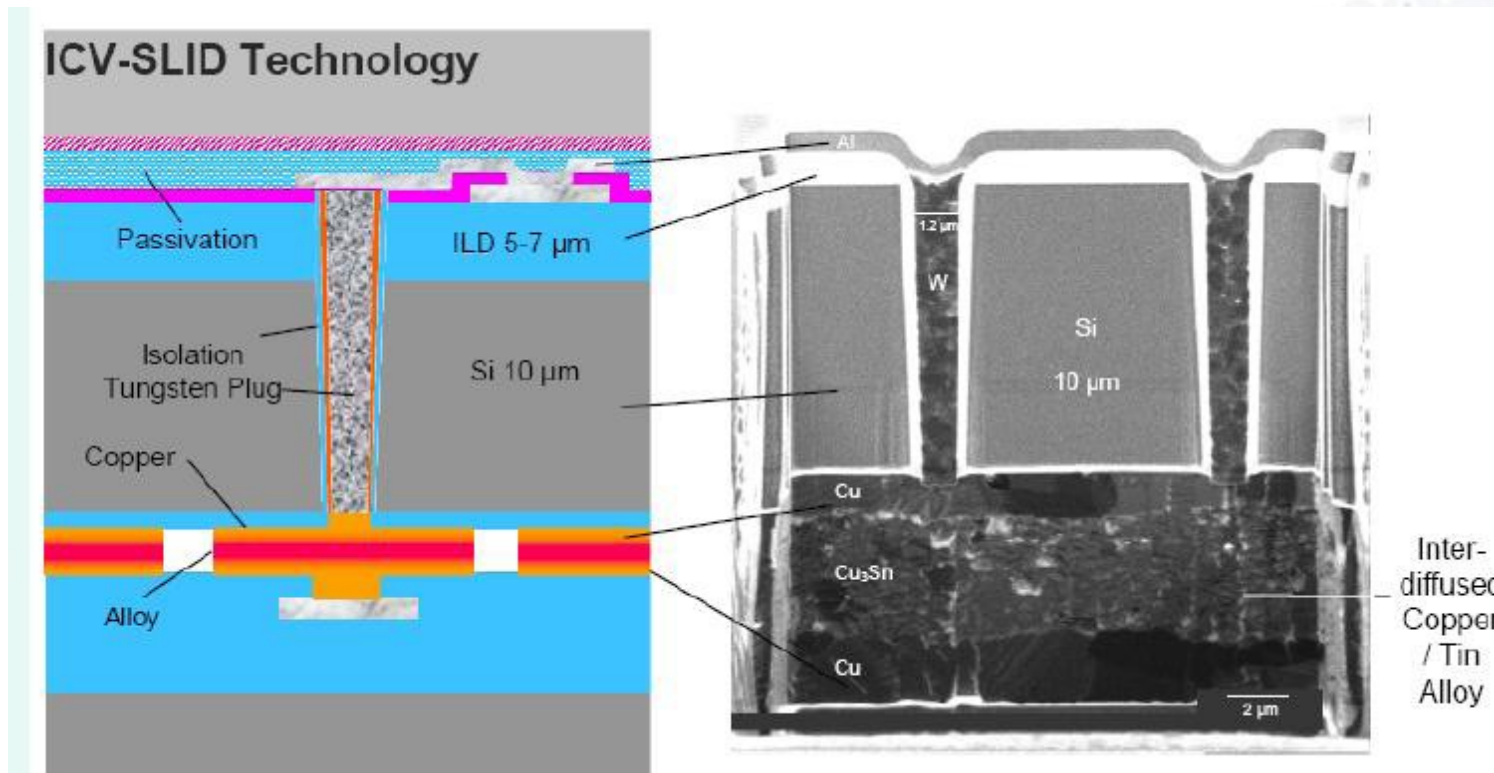 ICV-SLID Technology
Passivation
ILD 5-7 µm
Isolation
Tungsten Plug
Si 10 µm
Copper
Alloy
Al
1.2 µm
W
Si
10 µm
Cu
Cu₃Sn
Cu
2 µm
Inter-
diffused
Copper
/ Tin
Alloy